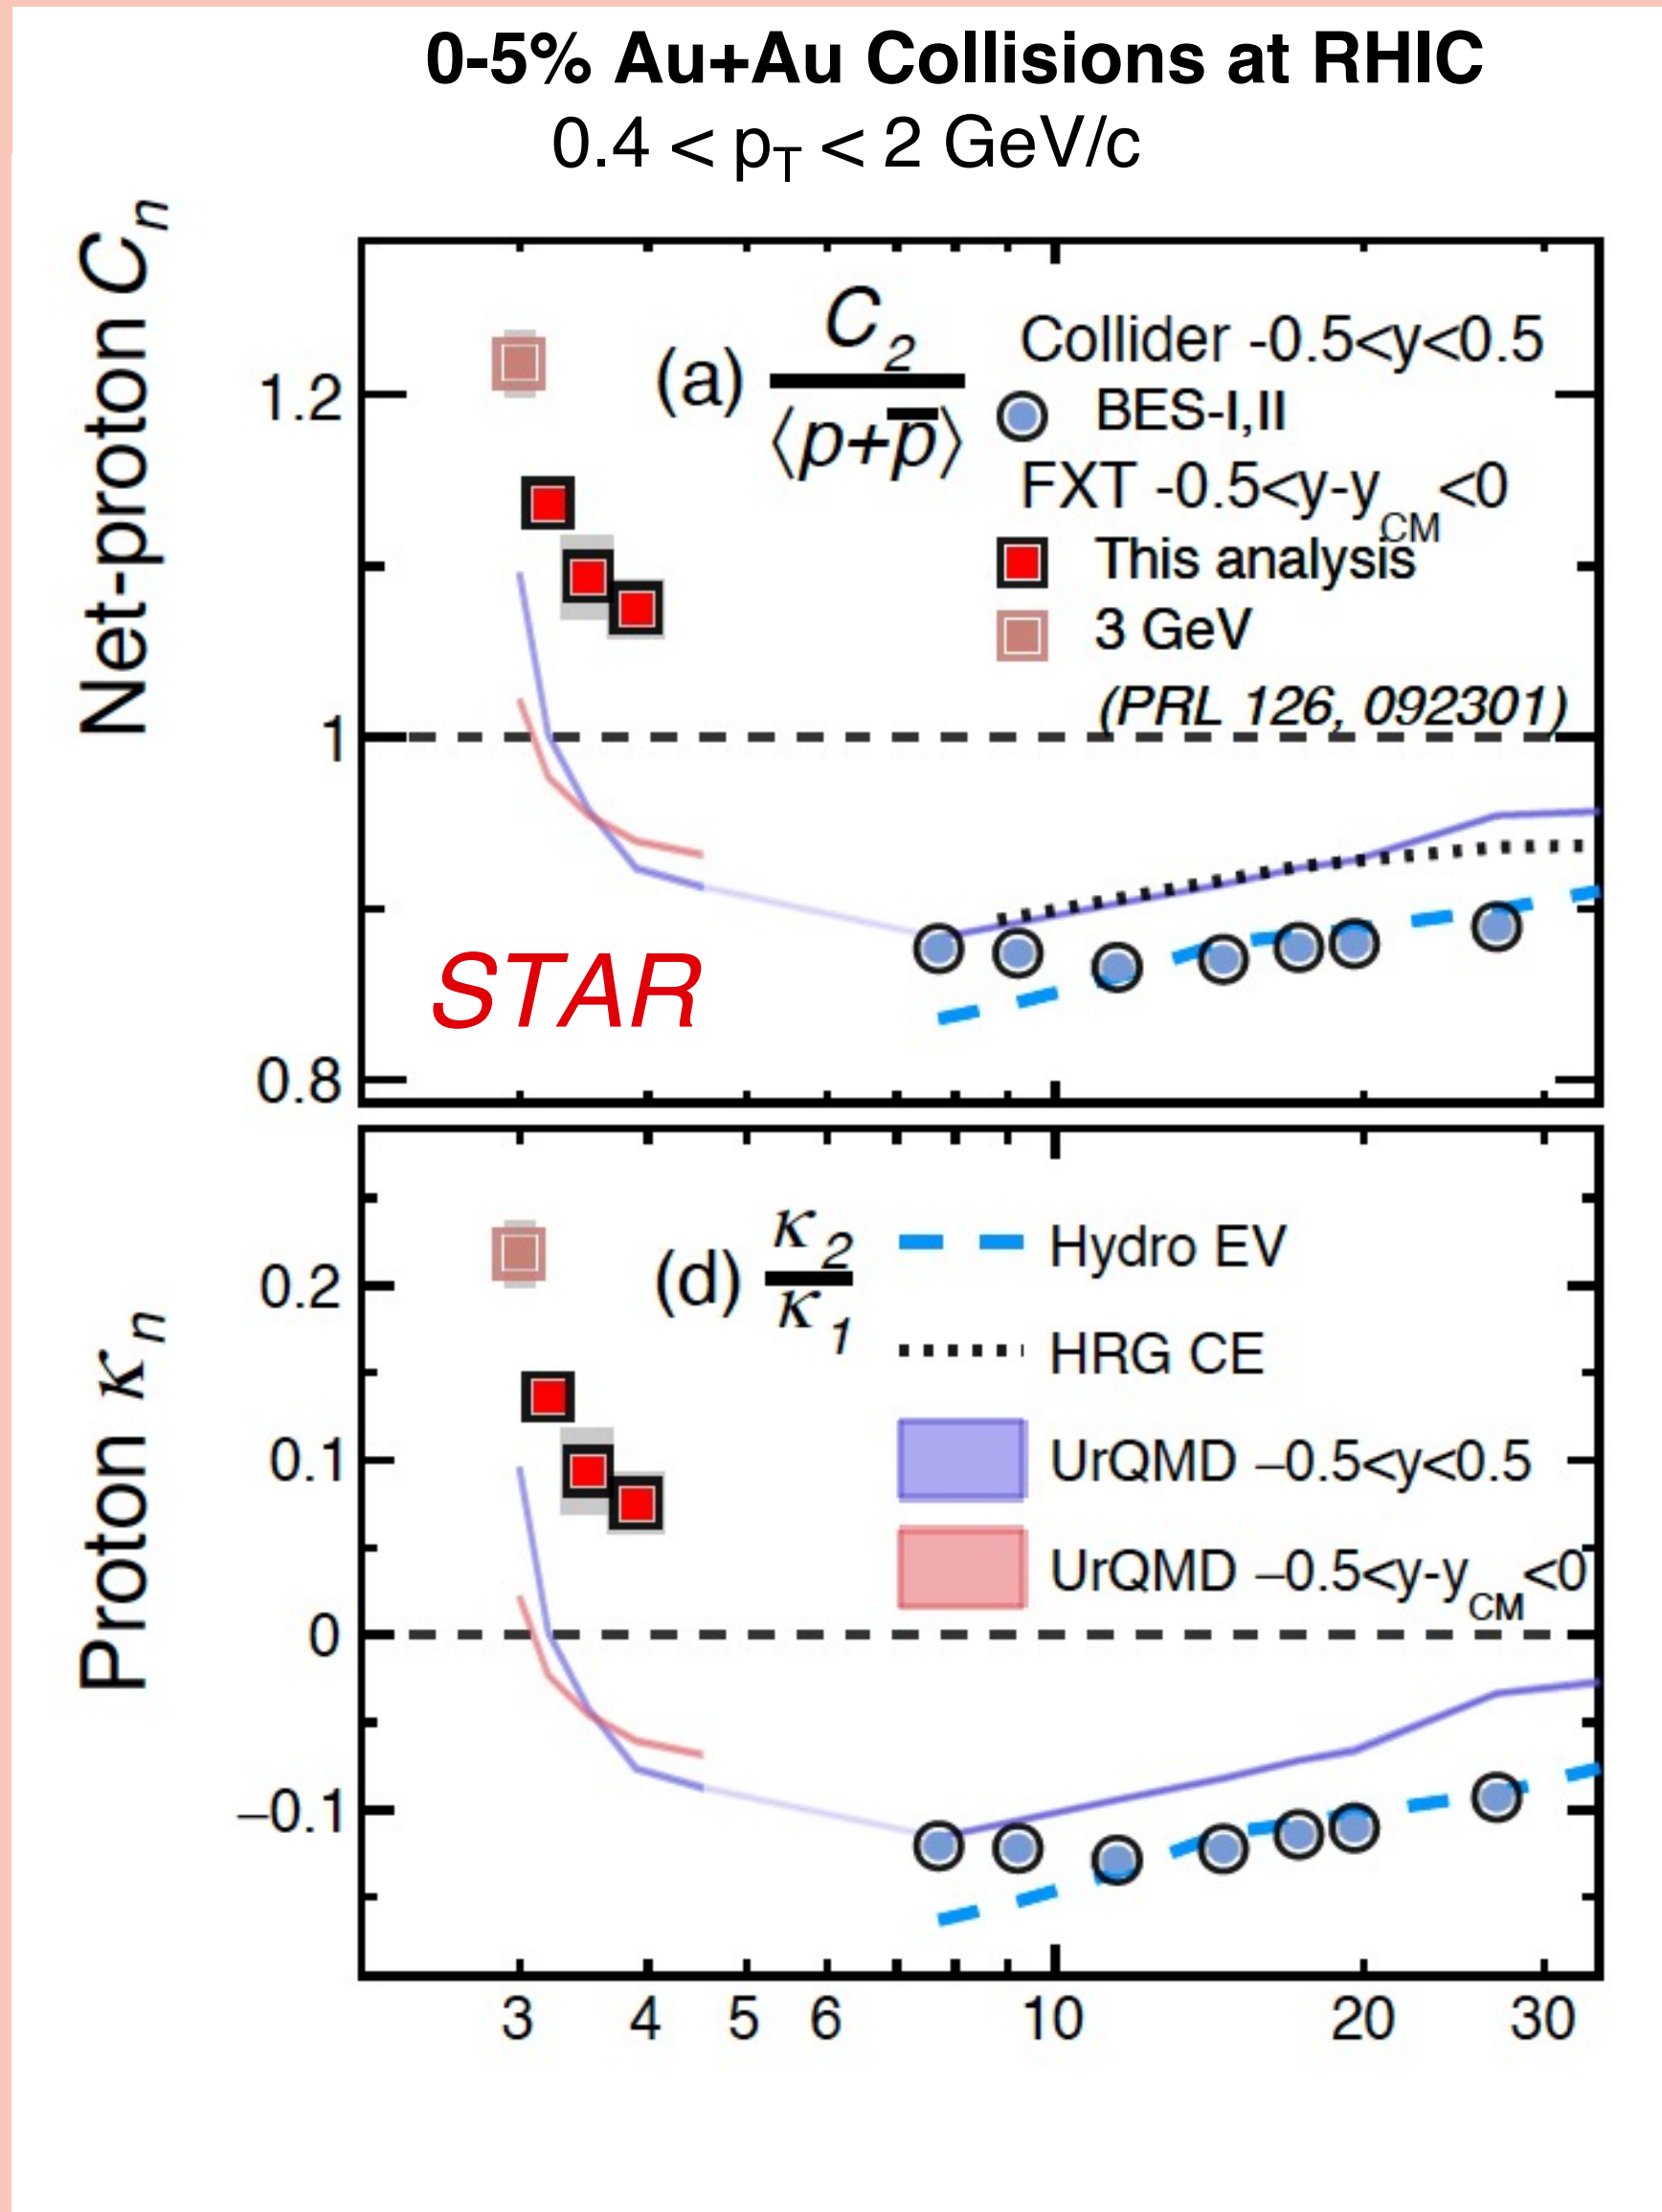 0-5% Au+Au Collisions at RHIC
0.4 < pT < 2 GeV/c
Net-proton Cn
1.2
1
0.8
(a) C2
⟨p+p̅⟩
Collider -0.5<y<0.5
BES-I,II
FXT -0.5<y-yCM<0
This analysis
3 GeV
(PRL 126, 092301)
STAR
Proton κn
0.2
0.1
0
−0.1
(d) κ2
κ1
Hydro EV
HRG CE
UrQMD −0.5<y<0.5
UrQMD −0.5<y-yCM<0
3 4 5 6 10 20 30